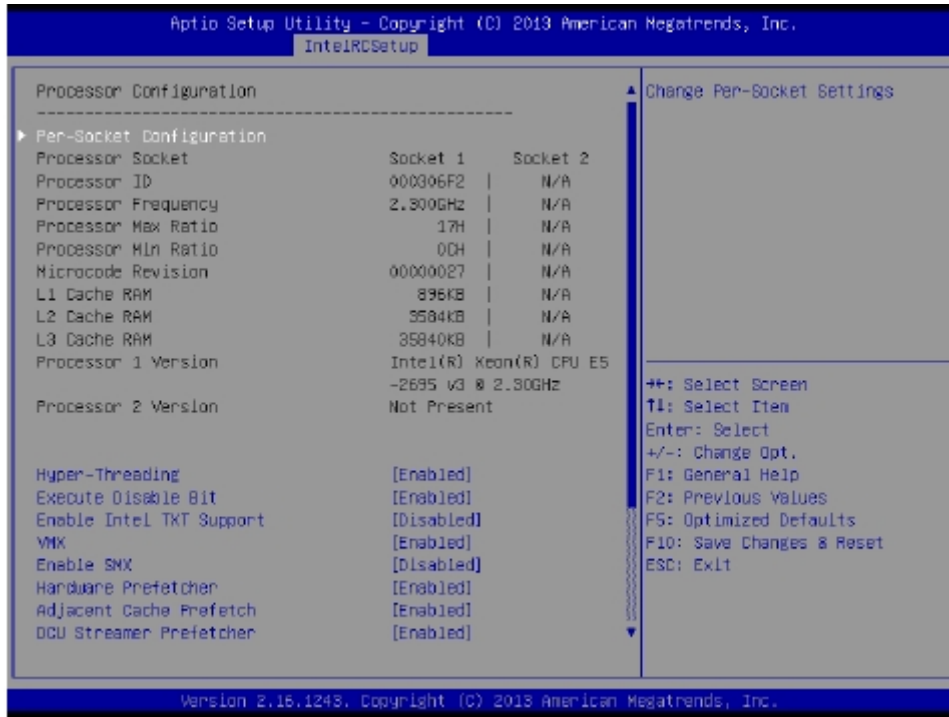 Aptio Setup Utility – Copyright (C) 2013 American Megatrends, Inc.
IntelRCSetup
Processor Configuration
--------------------------------------------------
Per-Socket Configuration
Processor Socket Socket 1 Socket 2
Processor ID 000306F2 | N/A
Processor Frequency 2.300GHz | N/A
Processor Max Ratio 17H | N/A
Processor Min Ratio 0CH | N/A
Microcode Revision 00000027 | N/A
L1 Cache RAM 896KB | N/A
L2 Cache RAM 3584KB | N/A
L3 Cache RAM 35840KB | N/A
Processor 1 Version Intel(R) Xeon(R) CPU E5
-2695 v3 @ 2.30GHz
Processor 2 Version Not Present
Hyper-Threading [Enabled]
Execute Disable Bit [Enabled]
Enable Intel TXT Support [Disabled]
VMX [Enabled]
Enable SMX [Disabled]
Hardware Prefetcher [Enabled]
Adjacent Cache Prefetch [Enabled]
DCU Streamer Prefetcher [Enabled]
Change Per-Socket Settings
→←: Select Screen
↑↓: Select Item
Enter: Select
+/-: Change Opt.
F1: General Help
F2: Previous Values
F5: Optimized Defaults
F10: Save Changes & Reset
ESC: Exit
Version 2.16.1243. Copyright (C) 2013 American Megatrends, Inc.